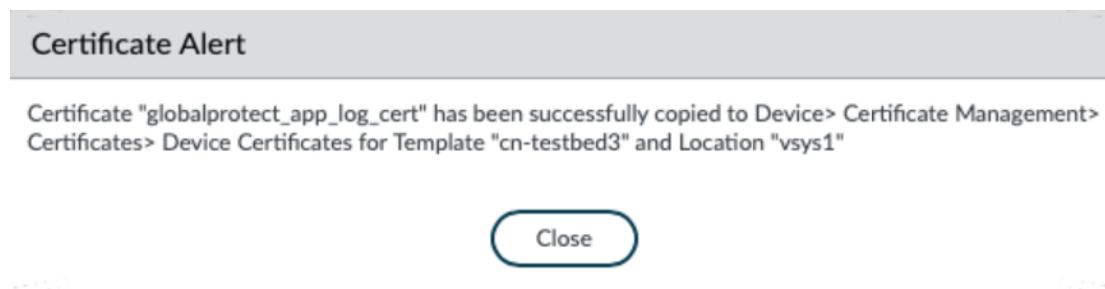 Certificate Alert
Certificate "globalprotect_app_log_cert" has been successfully copied to Device> Certificate Management>
Certificates> Device Certificates for Template "cn-testbed3" and Location "vsys1"
Close